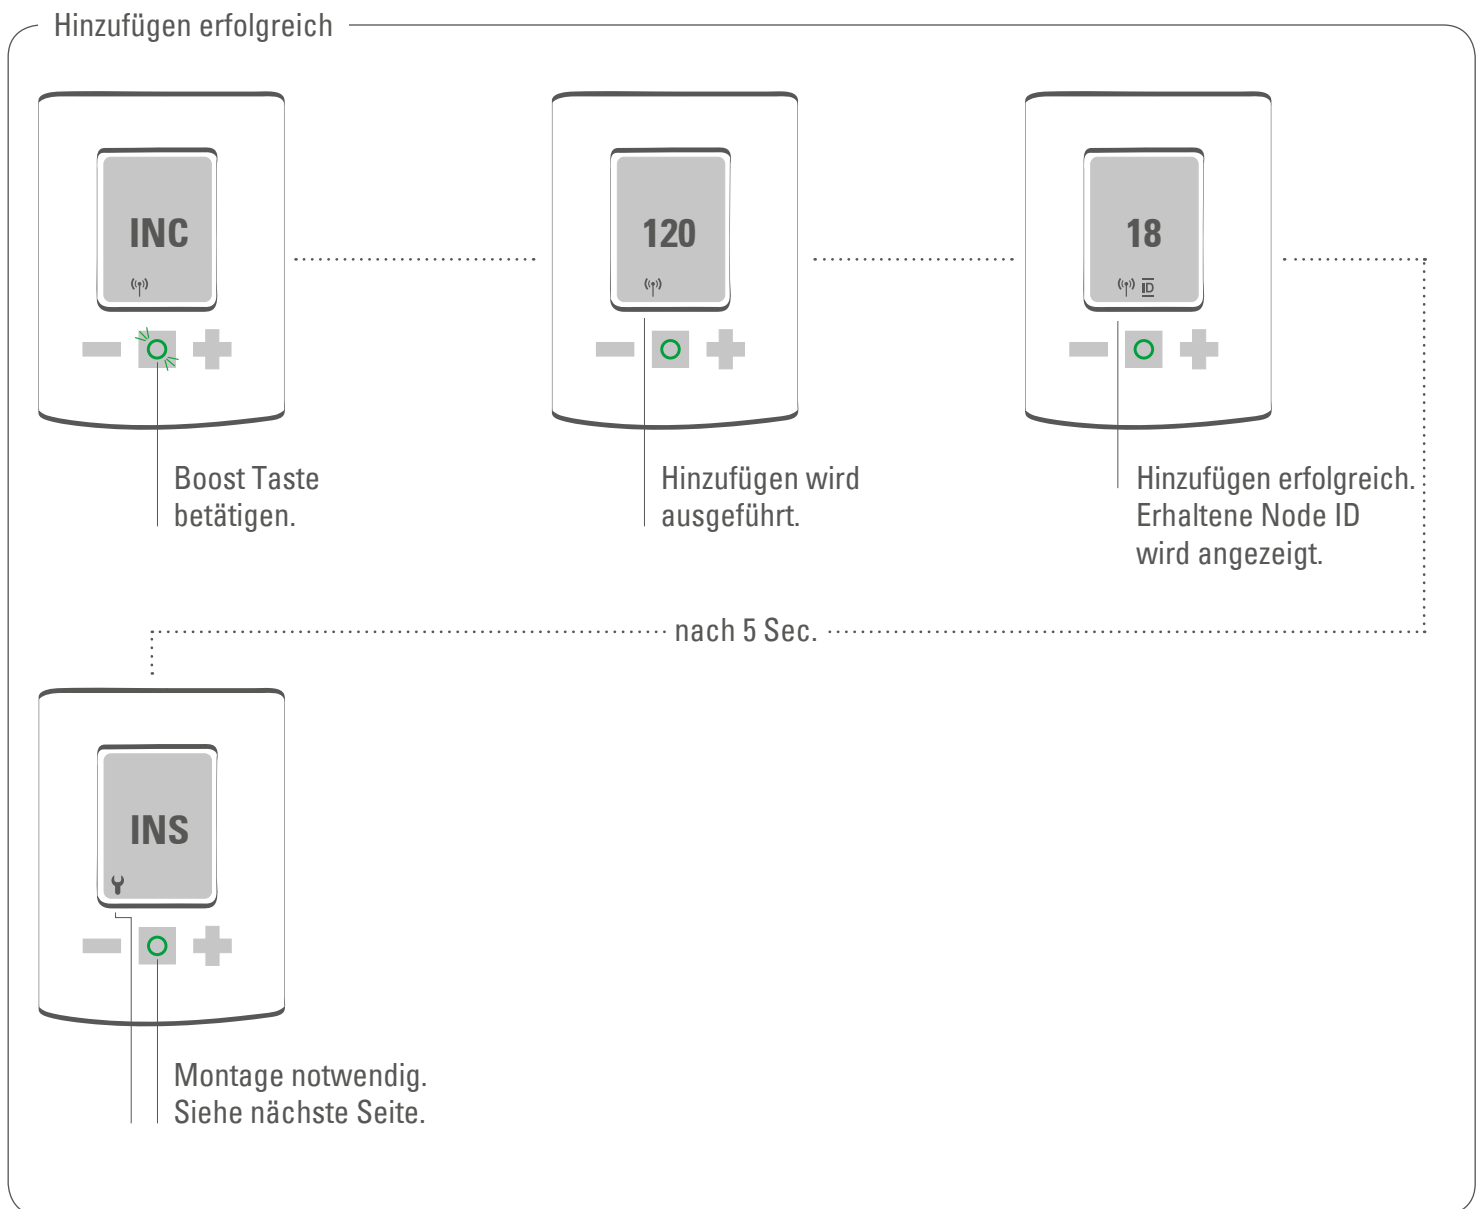 Hinzufügen erfolgreich
INC
120
18
ID
Boost Taste
betätigen.
Hinzufügen wird
ausgeführt.
Hinzufügen erfolgreich.
Erhaltene Node ID
wird angezeigt.
nach 5 Sec.
INS
Montage notwendig.
Siehe nächste Seite.